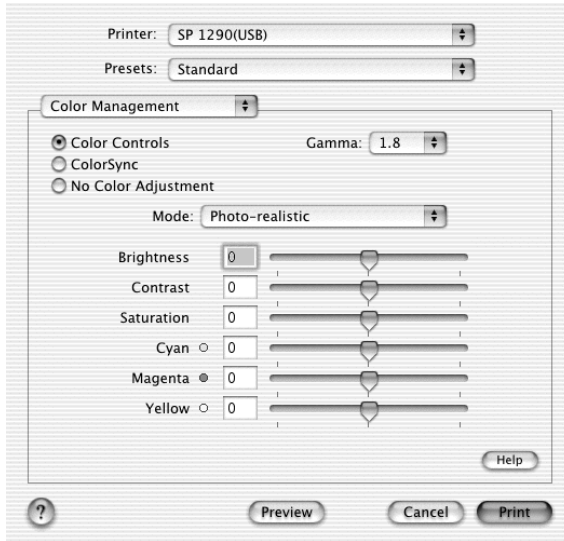 Printer: SP 1290(USB)
Presets: Standard
Color Management
Color Controls Gamma: 1.8
ColorSync
No Color Adjustment
Mode: Photo-realistic
Brightness 0
Contrast 0
Saturation 0
Cyan 0
Magenta 0
Yellow 0
Help
? Preview Cancel Print